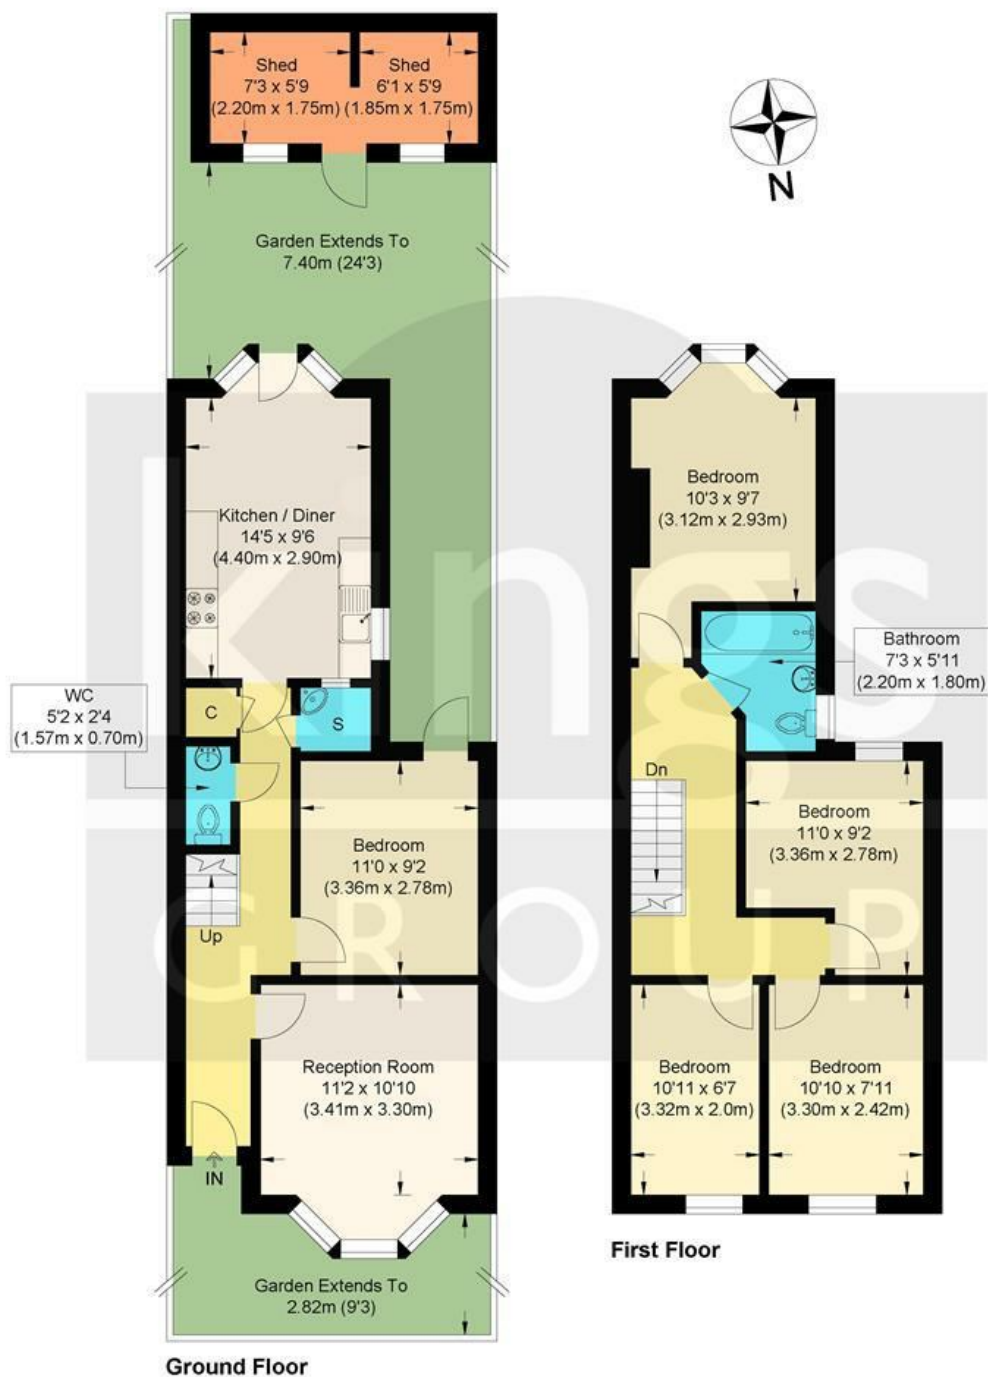 Shed
7'3 x 5'9
(2.20m x 1.75m)
Shed
6'1 x 5'9
(1.85m x 1.75m)
N
Garden Extends To
7.40m (24'3)
Kitchen / Diner
14'5 x 9'6
(4.40m x 2.90m)
WC
5'2 x 2'4
(1.57m x 0.70m)
C
S
Bedroom
11'0 x 9'2
(3.36m x 2.78m)
Up
Reception Room
11'2 x 10'10
(3.41m x 3.30m)
IN
Garden Extends To
2.82m (9'3)
Ground Floor
Bedroom
10'3 x 9'7
(3.12m x 2.93m)
Bathroom
7'3 x 5'11
(2.20m x 1.80m)
Dn
Bedroom
11'0 x 9'2
(3.36m x 2.78m)
Bedroom
10'11 x 6'7
(3.32m x 2.0m)
Bedroom
10'10 x 7'11
(3.30m x 2.42m)
First Floor
kings
GROUP